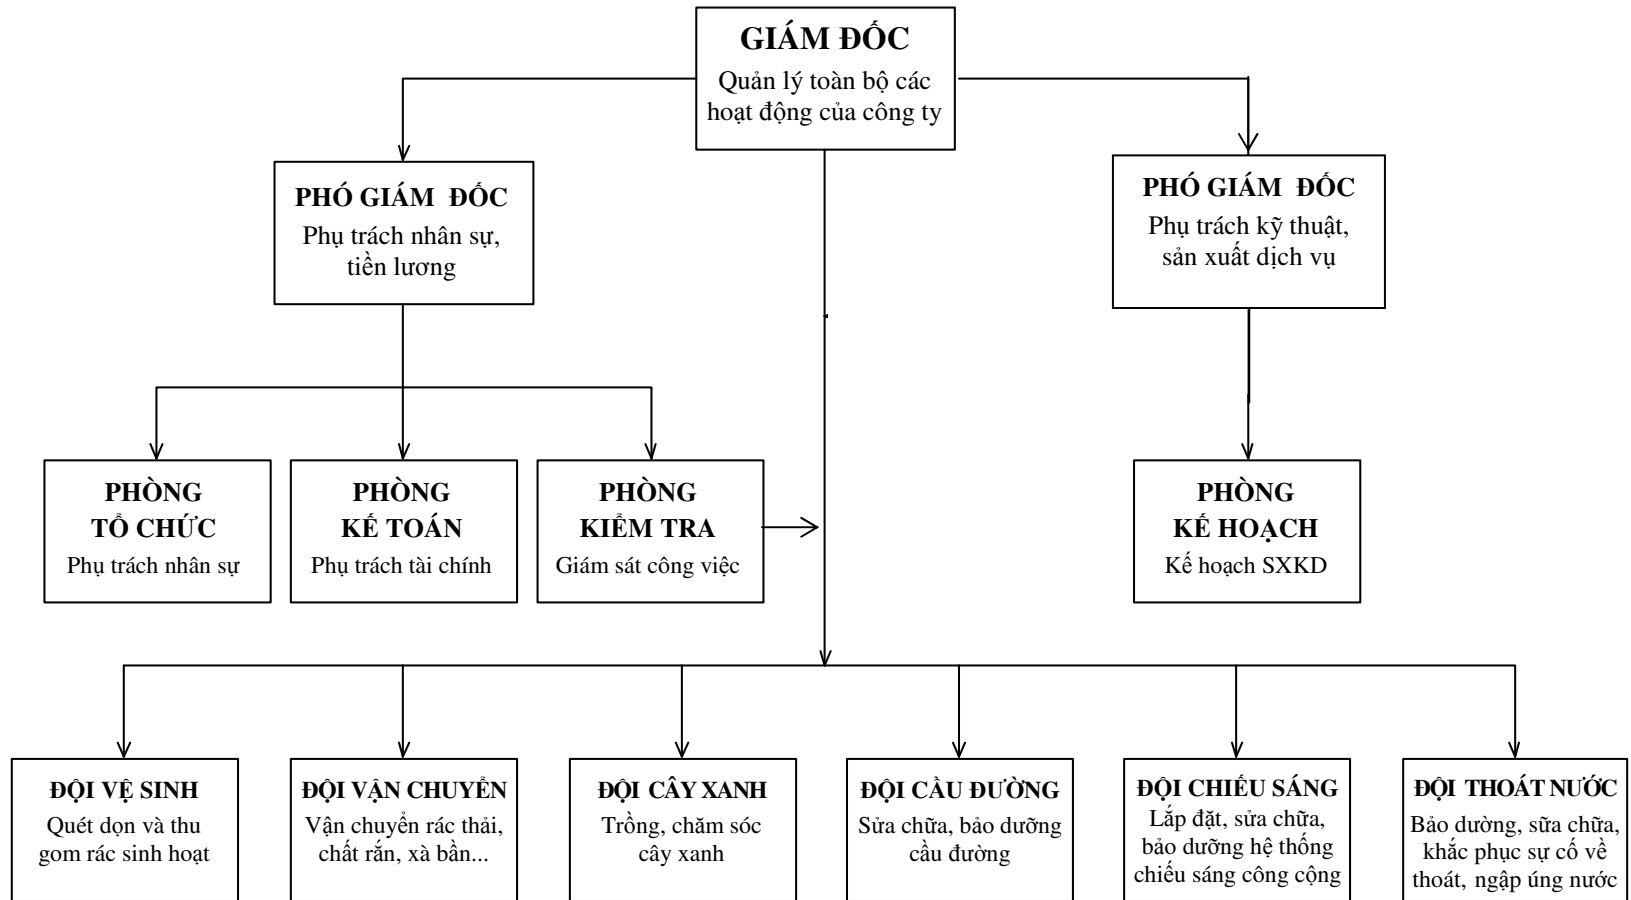 GIÁM ĐỐC
Quản lý toàn bộ các
hoạt động của công ty
PHÓ GIÁM ĐỐC
Phụ trách nhân sự,
tiền lương
PHÓ GIÁM ĐỐC
Phụ trách kỹ thuật,
sản xuất dịch vụ
PHÒNG
TỔ CHỨC
Phụ trách nhân sự
PHÒNG
KẾ TOÁN
Phụ trách tài chính
PHÒNG
KIỂM TRA
Giám sát công việc
PHÒNG
KẾ HOẠCH
Kế hoạch SXKD
ĐỘI VỆ SINH
Quét dọn và thu
gom rác sinh hoạt
ĐỘI VẬN CHUYỂN
Vận chuyển rác thải,
chất rắn, xà bần...
ĐỘI CÂY XANH
Trồng, chăm sóc
cây xanh
ĐỘI CẦU ĐƯỜNG
Sửa chữa, bảo dưỡng
cầu đường
ĐỘI CHIẾU SÁNG
Lắp đặt, sửa chữa,
bảo dưỡng hệ thống
chiếu sáng công cộng
ĐỘI THOÁT NƯỚC
Bảo dường, sữa chữa,
khắc phục sự cố về
thoát, ngập úng nước